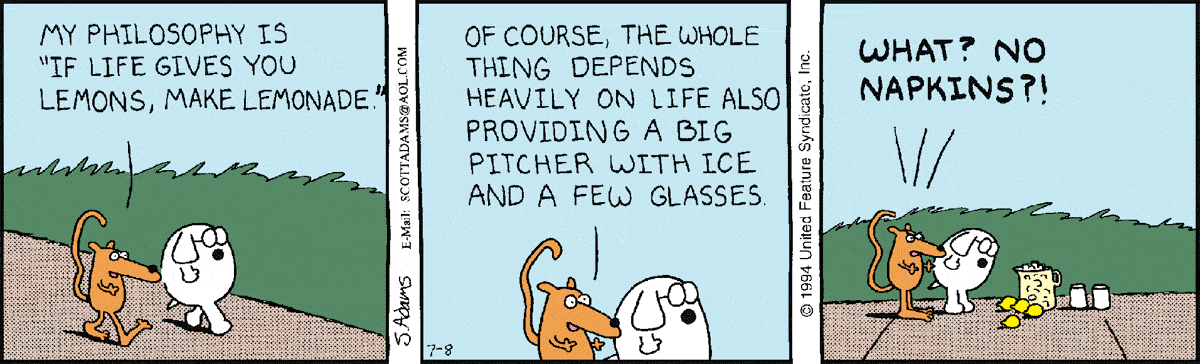 MY PHILOSOPHY IS
"IF LIFE GIVES YOU
LEMONS, MAKE LEMONADE."
S.Adams E-Mail: SCOTTADAMS@AOL.COM
OF COURSE, THE WHOLE
THING DEPENDS
HEAVILY ON LIFE ALSO
PROVIDING A BIG
PITCHER WITH ICE
AND A FEW GLASSES.
7-8
© 1994 United Feature Syndicate, Inc.
WHAT? NO
NAPKINS?!